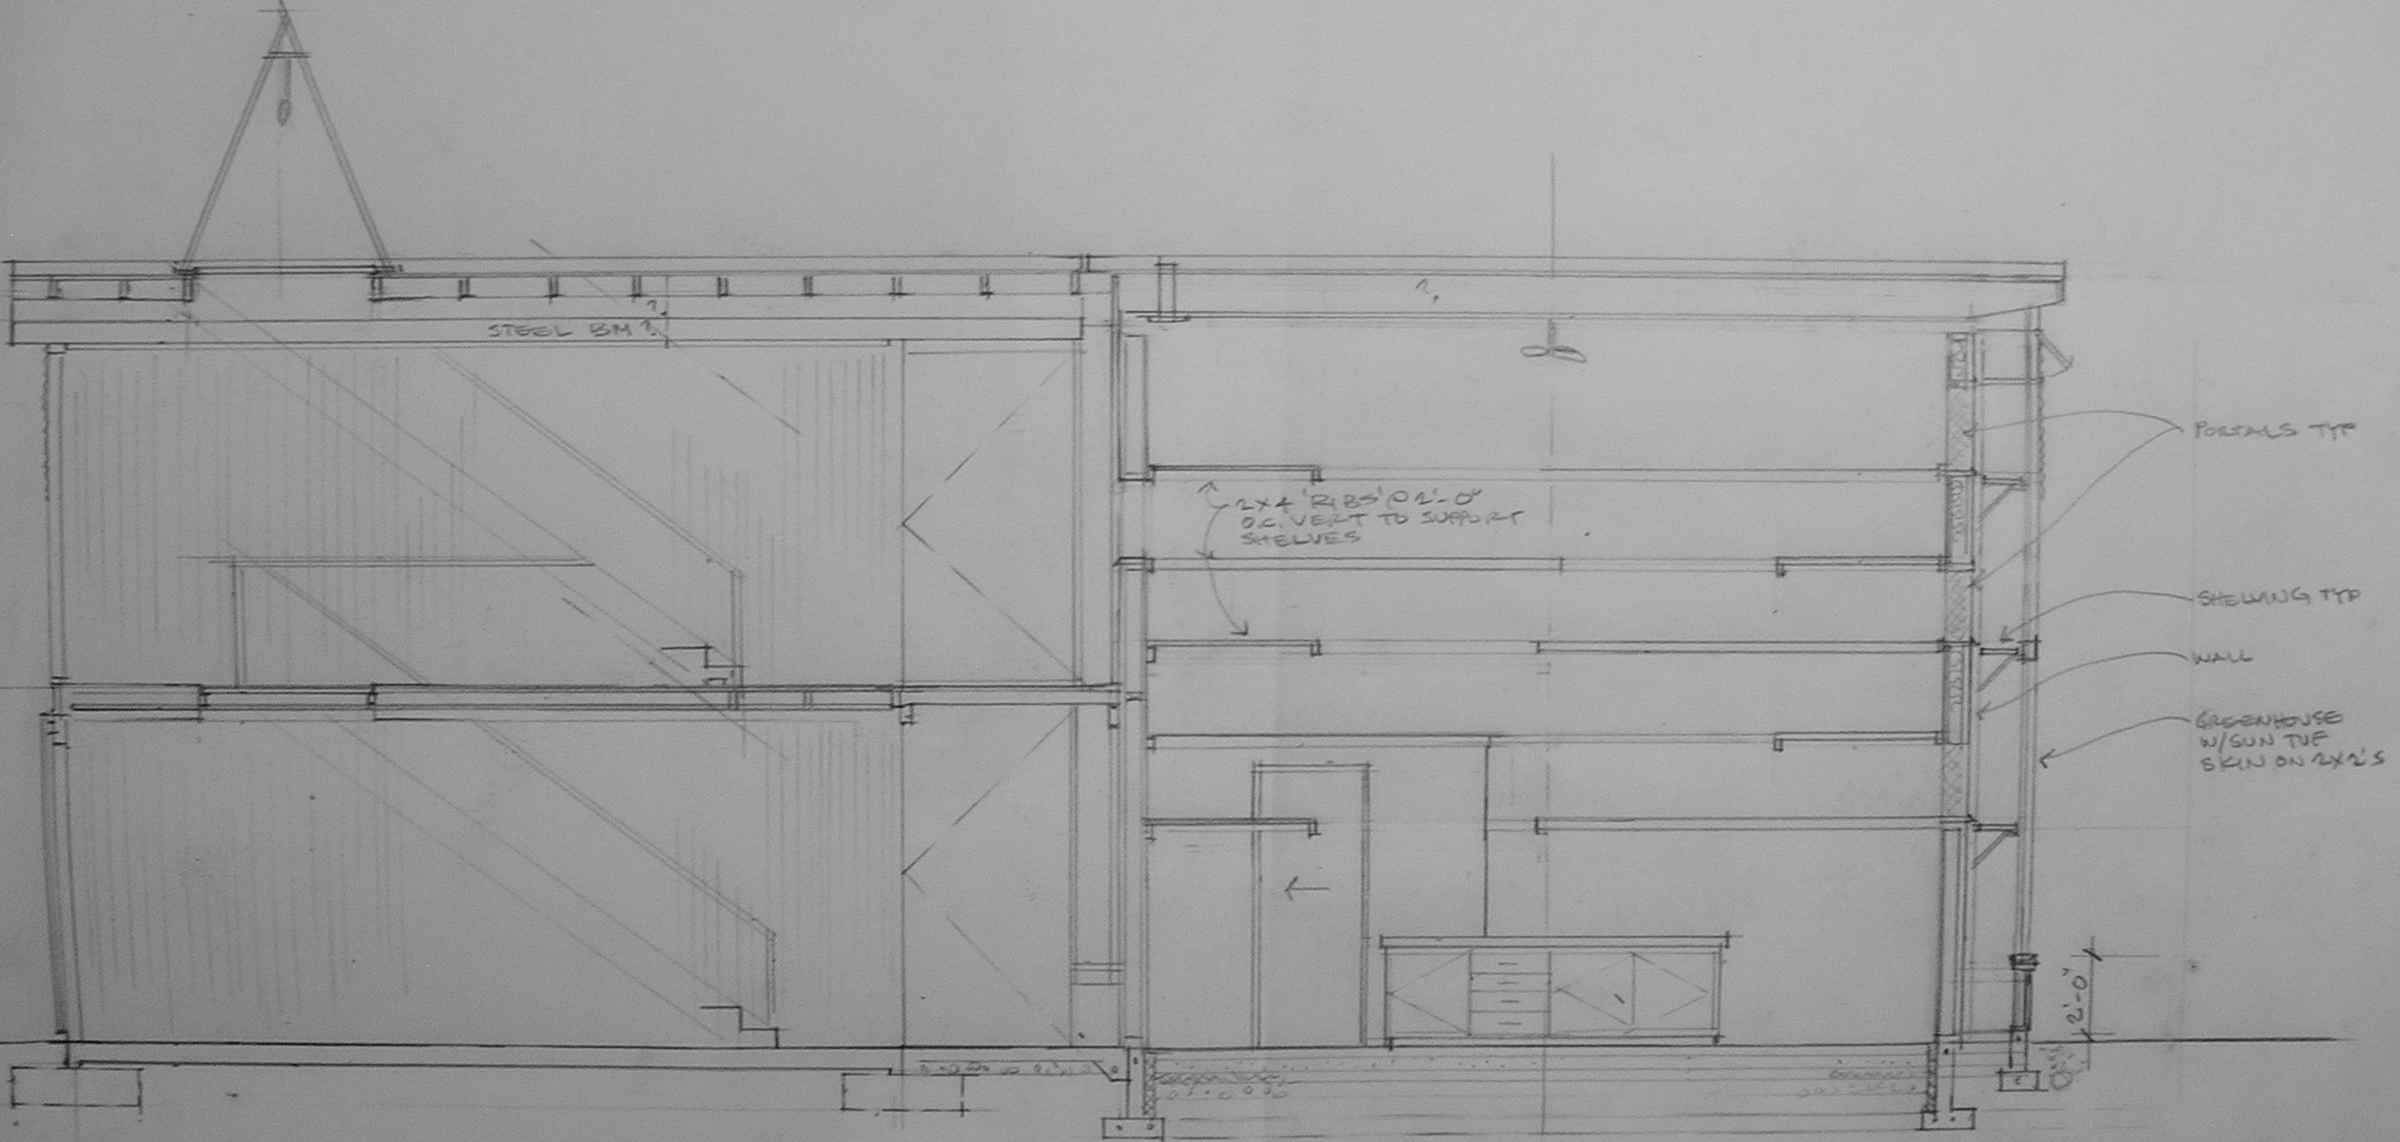 STEEL BM ?
?
?
2X4 'RIBS' @ 2'-0"
O.C. VERT TO SUPPORT
SHELVES
PORTALS TYP
SHELVING TYP
WALL
GREENHOUSE
W/SUN TUF
SKIN ON 2X2'S
2'-0"